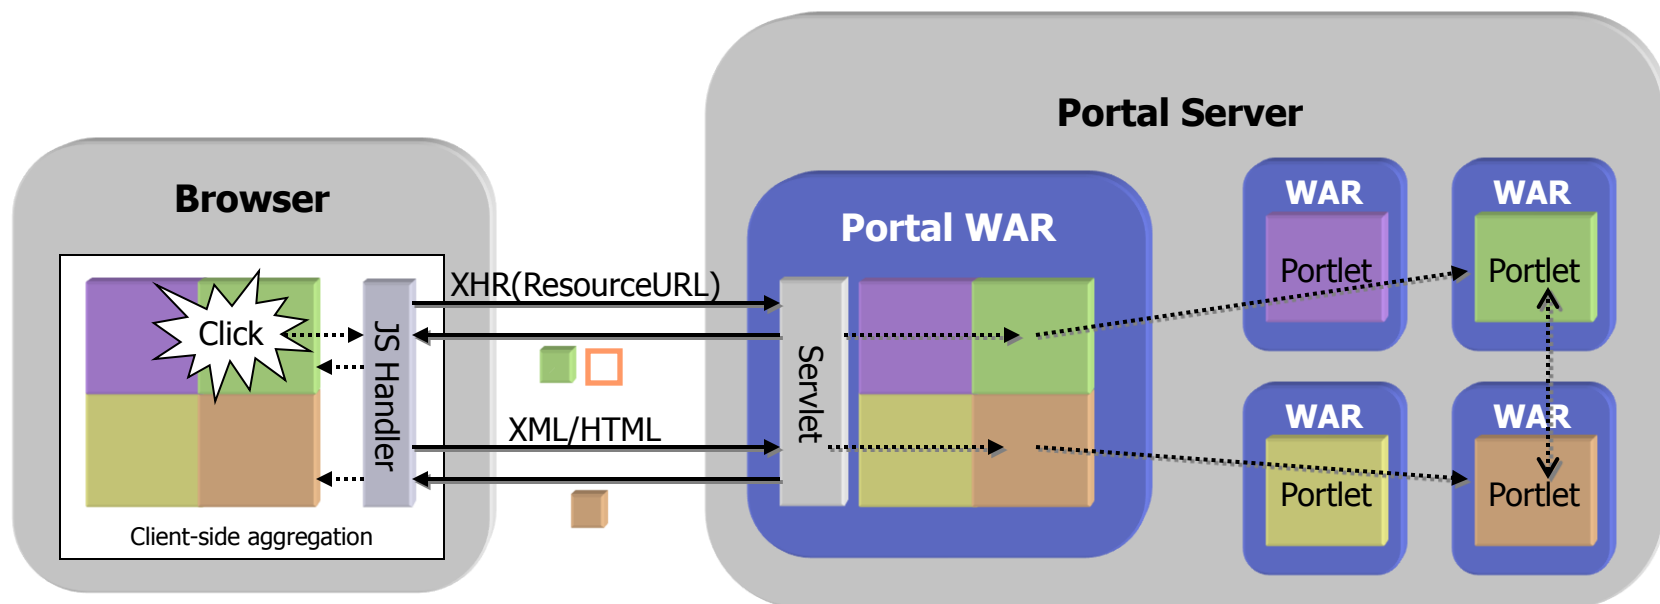 Portal Server
Browser
Portal WAR
WAR
WAR
Portlet
Portlet
XHR(ResourceURL)
Click
JS Handler
Servlet
XML/HTML
WAR
WAR
Portlet
Portlet
Client-side aggregation